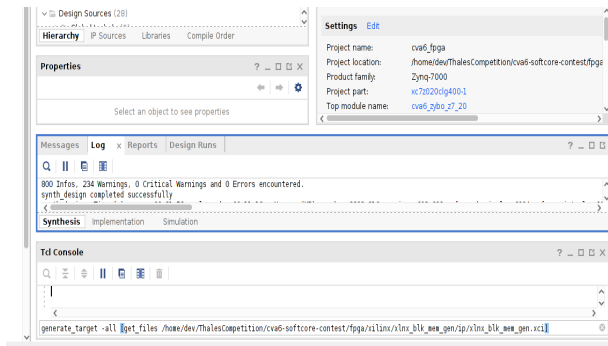 Design Sources (28)
Hierarchy IP Sources Libraries Compile Order
Properties ? _ X
Select an object to see properties
Settings Edit
Project name: cva6_fpga
Project location: /home/dev/ThalesCompetition/cva6-softcore-contest/fpga
Product family: Zynq-7000
Project part: xc7z020clg400-1
Top module name: cva6_zybo_z7_20
Messages Log x Reports Design Runs ? _
800 Infos, 234 Warnings, 0 Critical Warnings and 0 Errors encountered.
synth_design completed successfully
Synthesis Implementation Simulation
Tcl Console ? _ X
generate_target -all [get_files /home/dev/ThalesCompetition/cva6-softcore-contest/fpga/xilinx/xlnx_blk_mem_gen/ip/xlnx_blk_mem_gen.xci]